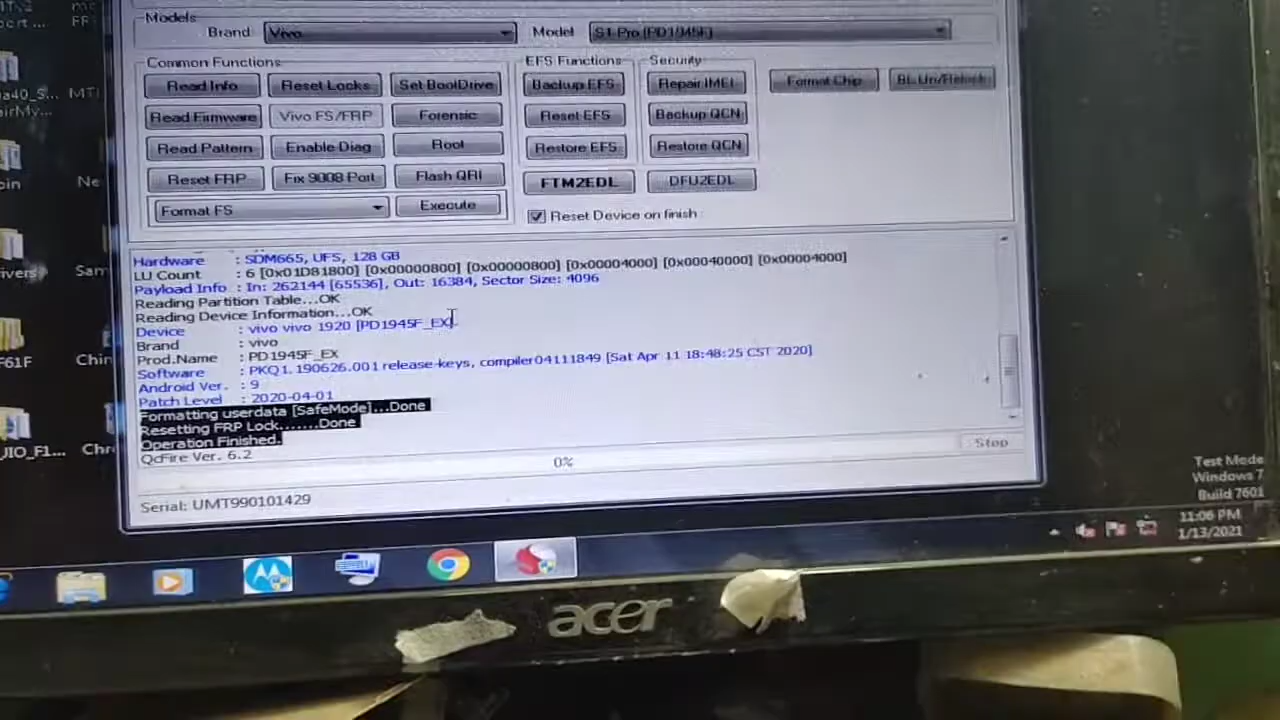 Models
Brand Vivo Model S1 Pro [PD1945F]
Common Functions
EFS Functions
Security
Read Info Reset Locks Set BootDrive Backup EFS Repair IMEI Format Chip BL Un/Relock
Read Firmware Vivo FS/FRP Forensic Reset EFS Backup QCN
Read Pattern Enable Diag Root Restore EFS Restore QCN
Reset FRP Fix 9008 Port Flash QRI FTM2EDL DFU2EDL
Format FS Execute Reset Device on finish
Hardware : SDM665, UFS, 128 GB
LU Count : 6 [0x01D81800] [0x00000800] [0x00000800] [0x00004000] [0x00040000] [0x00004000]
Payload Info : In: 262144 [65536], Out: 16384, Sector Size: 4096
Reading Partition Table...OK
Reading Device Information...OK
Device : vivo vivo 1920 [PD1945F_EX]
Brand : vivo
Prod.Name : PD1945F_EX
Software : PKQ1.190626.001 release-keys, compiler04111849 [Sat Apr 11 18:48:25 CST 2020]
Android Ver. : 9
Patch Level : 2020-04-01
Formatting userdata [SafeMode]...Done
Resetting FRP Lock.......Done
Operation Finished.
QcFire Ver. 6.2
0%
Stop
Serial: UMT990101429
Test Mode
Windows 7
Build 7601
11:06 PM
1/13/2021
acer